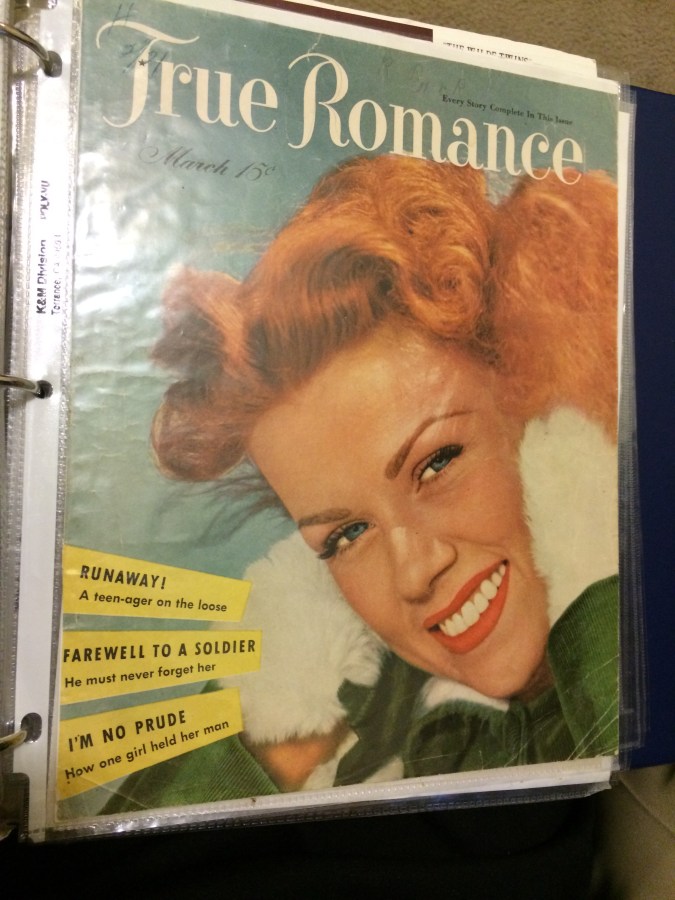 True Romance
Every Story Complete In This Issue
March 15¢
RUNAWAY!
A teen-ager on the loose
FAREWELL TO A SOLDIER
He must never forget her
I'M NO PRUDE
How one girl held her man
K&M Division